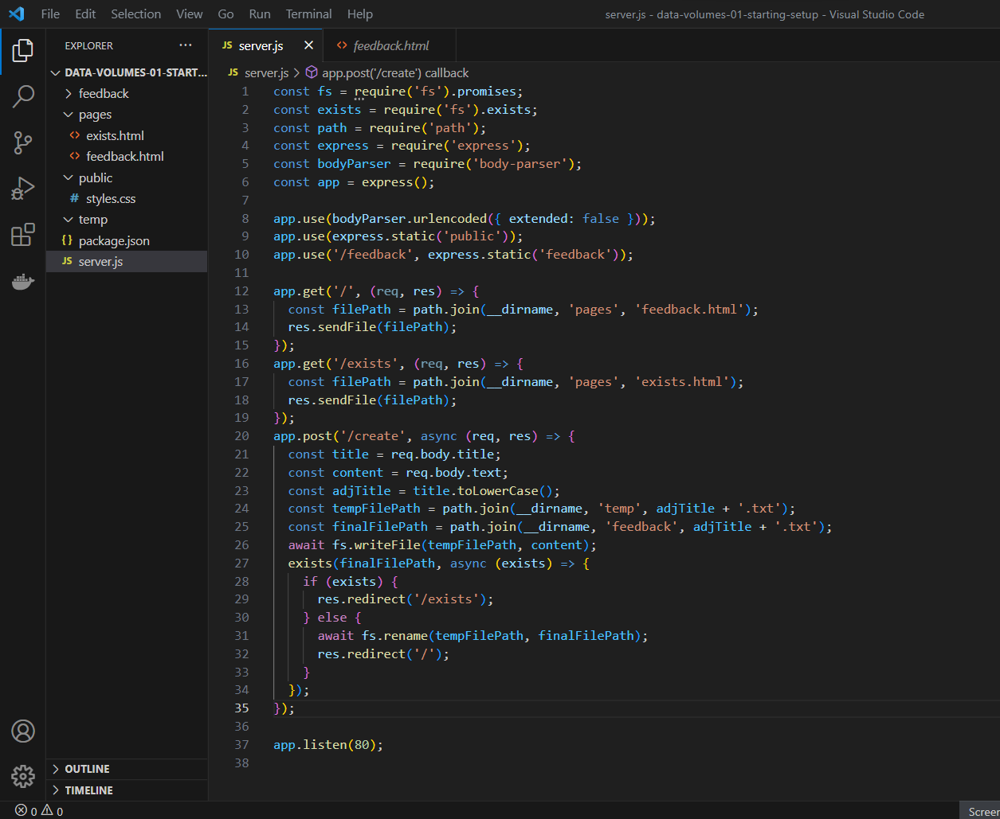 File Edit Selection View Go Run Terminal Help
server.js - data-volumes-01-starting-setup - Visual Studio Code
EXPLORER ···
DATA-VOLUMES-01-START...
feedback
pages
<> exists.html
<> feedback.html
public
# styles.css
temp
{} package.json
JS server.js
OUTLINE
TIMELINE
JS server.js
<> feedback.html
JS server.js > app.post('/create') callback
1 const fs = require('fs').promises;
2 const exists = require('fs').exists;
3 const path = require('path');
4 const express = require('express');
5 const bodyParser = require('body-parser');
6 const app = express();
7
8 app.use(bodyParser.urlencoded({ extended: false }));
9 app.use(express.static('public'));
10 app.use('/feedback', express.static('feedback'));
11
12 app.get('/', (req, res) => {
13   const filePath = path.join(__dirname, 'pages', 'feedback.html');
14   res.sendFile(filePath);
15 });
16 app.get('/exists', (req, res) => {
17   const filePath = path.join(__dirname, 'pages', 'exists.html');
18   res.sendFile(filePath);
19 });
20 app.post('/create', async (req, res) => {
21   const title = req.body.title;
22   const content = req.body.text;
23   const adjTitle = title.toLowerCase();
24   const tempFilePath = path.join(__dirname, 'temp', adjTitle + '.txt');
25   const finalFilePath = path.join(__dirname, 'feedback', adjTitle + '.txt');
26   await fs.writeFile(tempFilePath, content);
27   exists(finalFilePath, async (exists) => {
28     if (exists) {
29       res.redirect('/exists');
30     } else {
31       await fs.rename(tempFilePath, finalFilePath);
32       res.redirect('/');
33     }
34   });
35 });
36
37 app.listen(80);
38
0 0